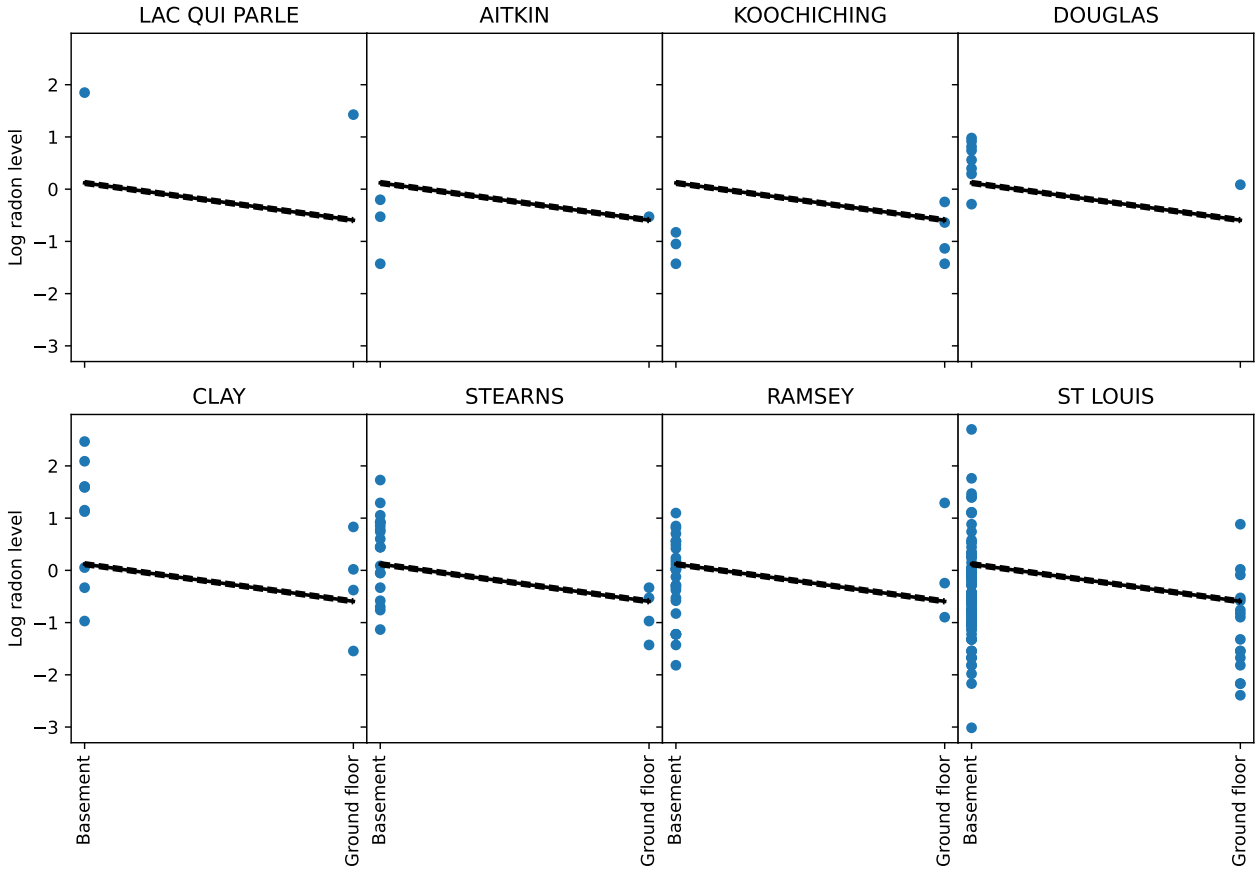 LAC QUI PARLE
AITKIN
KOOCHICHING
DOUGLAS
Log radon level
2
1
0
−1
−2
−3
CLAY
STEARNS
RAMSEY
ST LOUIS
Log radon level
2
1
0
−1
−2
−3
Basement
Ground floor
Basement
Ground floor
Basement
Ground floor
Basement
Ground floor